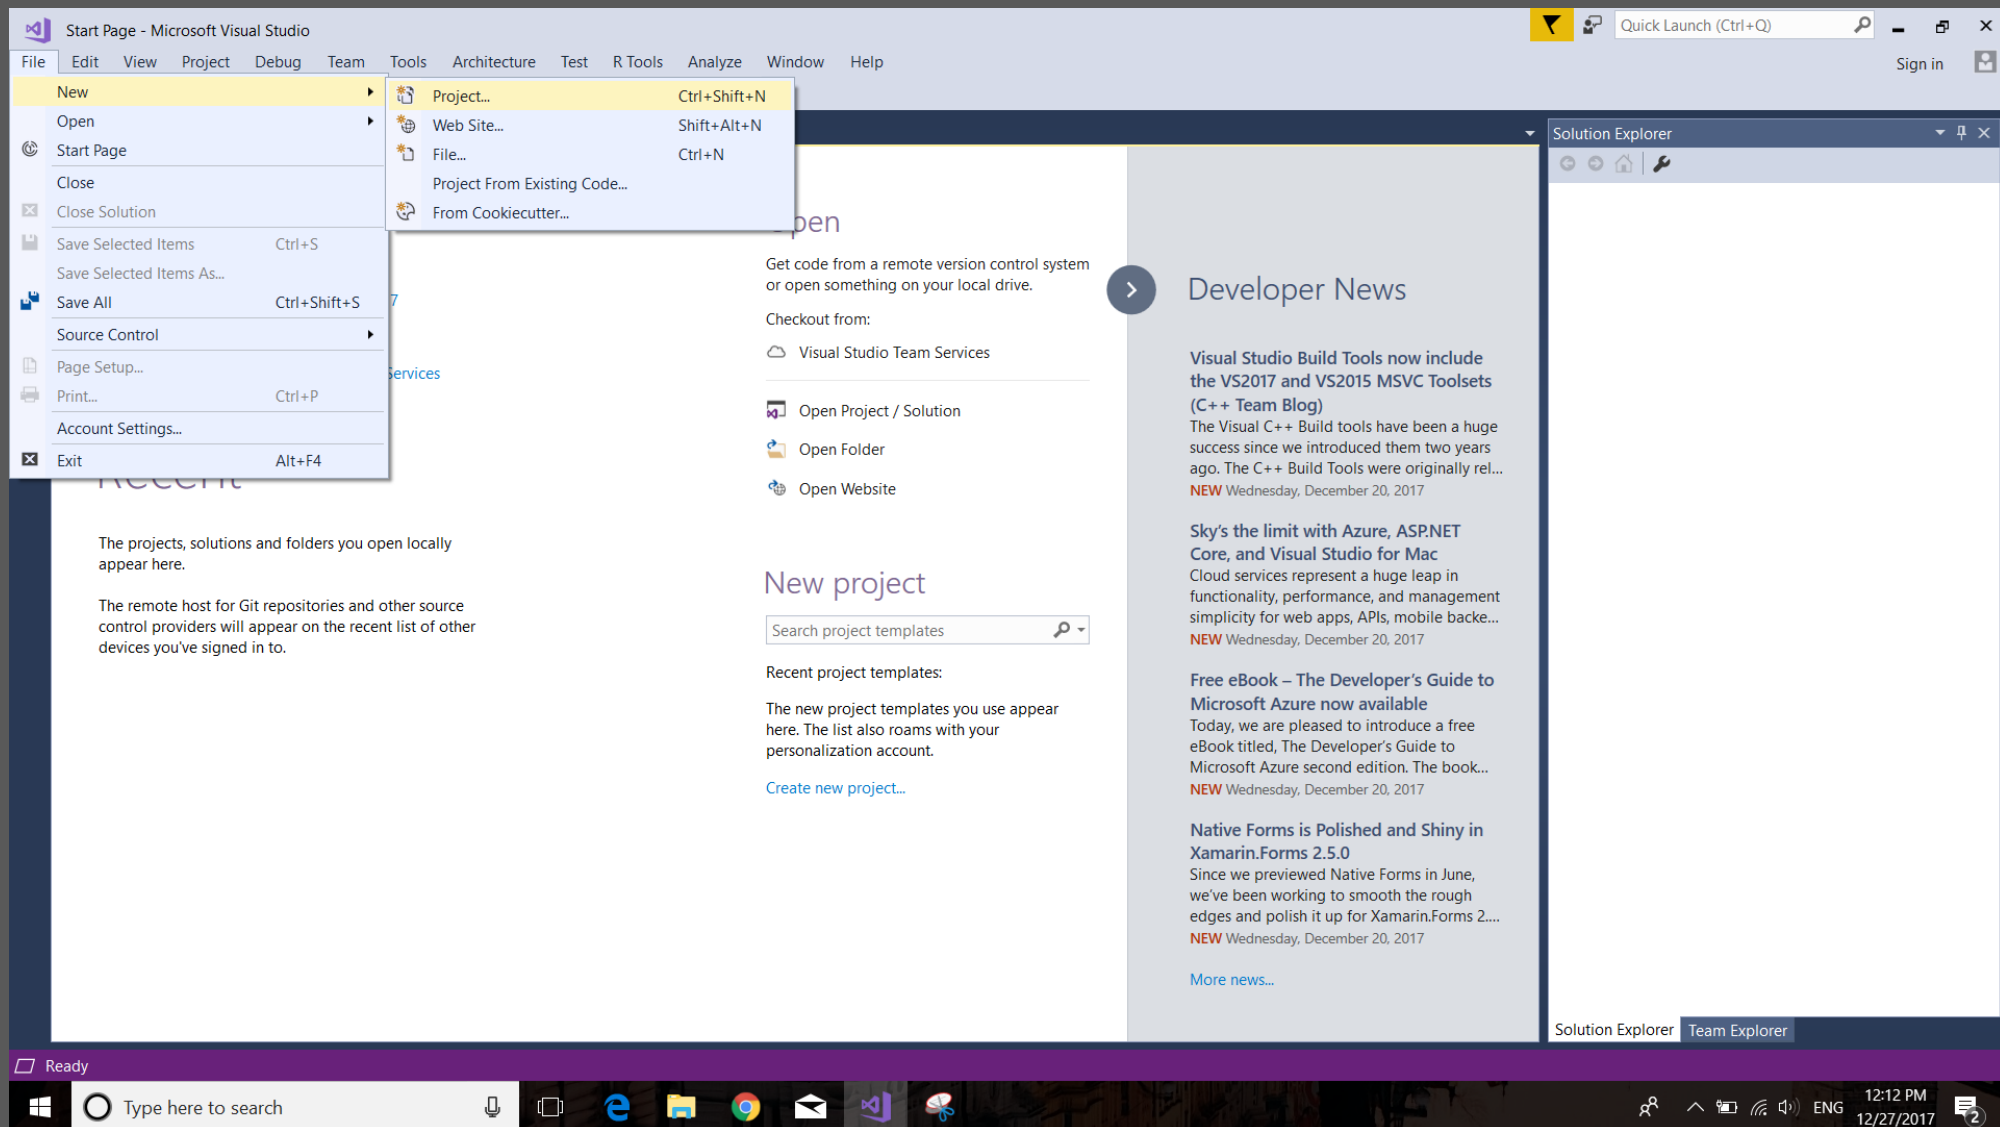 Start Page - Microsoft Visual Studio
Quick Launch (Ctrl+Q)
File Edit View Project Debug Team Tools Architecture Test R Tools Analyze Window Help
Sign in
New
Open
Start Page
Close
Close Solution
Save Selected Items Ctrl+S
Save Selected Items As...
Save All Ctrl+Shift+S
Source Control
Page Setup...
Print... Ctrl+P
Account Settings...
Exit Alt+F4
Project... Ctrl+Shift+N
Web Site... Shift+Alt+N
File... Ctrl+N
Project From Existing Code...
From Cookiecutter...
7
Services
Recent
The projects, solutions and folders you open locally
appear here.
The remote host for Git repositories and other source
control providers will appear on the recent list of other
devices you've signed in to.
Open
Get code from a remote version control system
or open something on your local drive.
Checkout from:
Visual Studio Team Services
Open Project / Solution
Open Folder
Open Website
New project
Search project templates
Recent project templates:
The new project templates you use appear
here. The list also roams with your
personalization account.
Create new project...
Developer News
Visual Studio Build Tools now include
the VS2017 and VS2015 MSVC Toolsets
(C++ Team Blog)
The Visual C++ Build tools have been a huge
success since we introduced them two years
ago. The C++ Build Tools were originally rel...
NEW Wednesday, December 20, 2017
Sky's the limit with Azure, ASP.NET
Core, and Visual Studio for Mac
Cloud services represent a huge leap in
functionality, performance, and management
simplicity for web apps, APIs, mobile backe...
NEW Wednesday, December 20, 2017
Free eBook – The Developer's Guide to
Microsoft Azure now available
Today, we are pleased to introduce a free
eBook titled, The Developer's Guide to
Microsoft Azure second edition. The book...
NEW Wednesday, December 20, 2017
Native Forms is Polished and Shiny in
Xamarin.Forms 2.5.0
Since we previewed Native Forms in June,
we've been working to smooth the rough
edges and polish it up for Xamarin.Forms 2....
NEW Wednesday, December 20, 2017
More news...
Solution Explorer
Solution Explorer Team Explorer
Ready
Type here to search
ENG
12:12 PM
12/27/2017
2